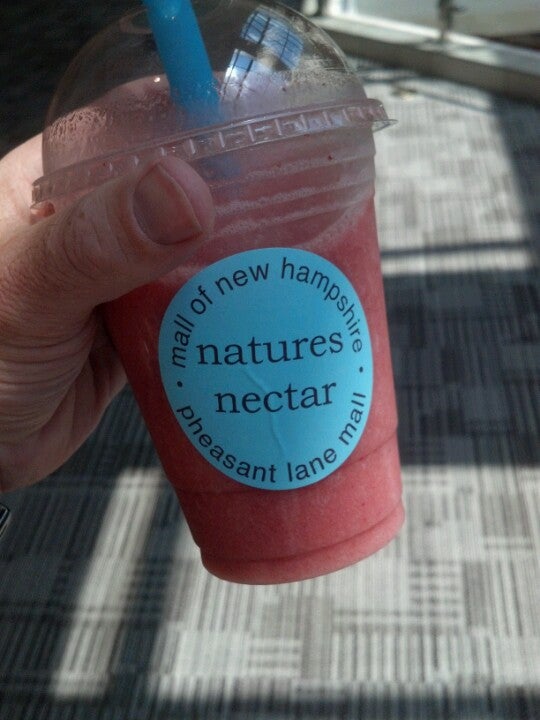 mall of new hampshire
natures
nectar
pheasant lane mall